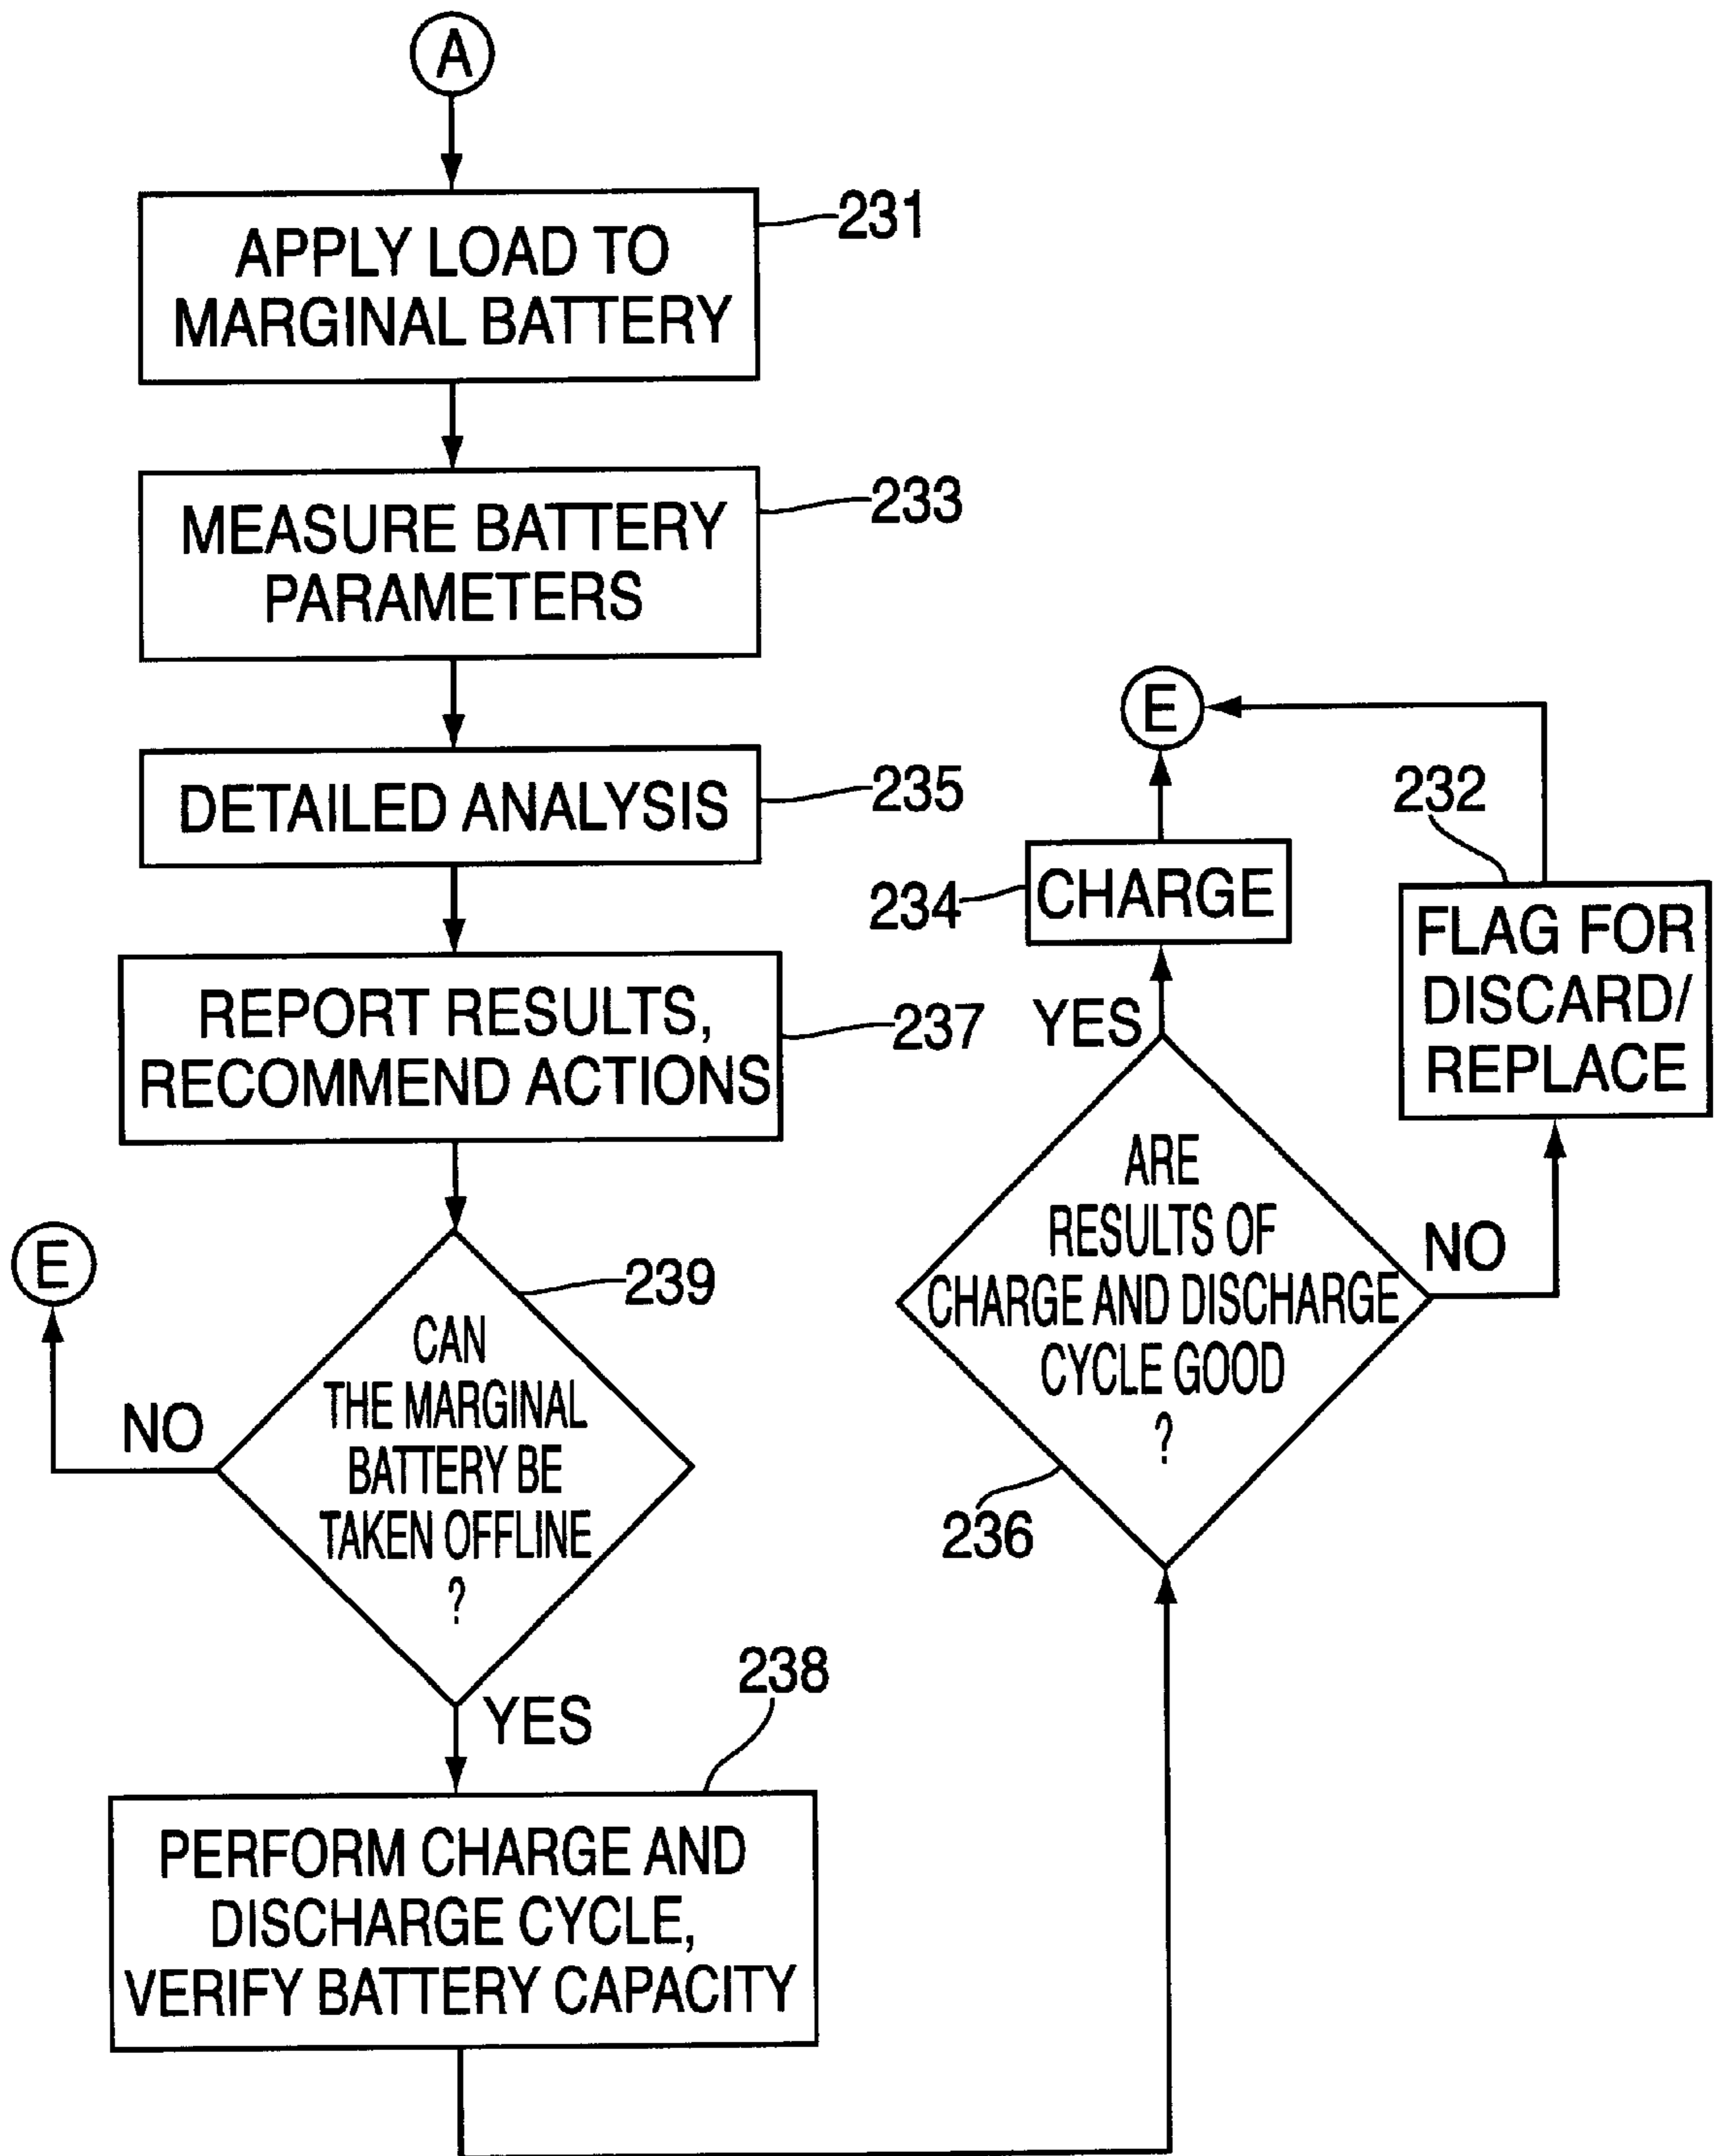 A
APPLY LOAD TO
MARGINAL BATTERY
231
MEASURE BATTERY
PARAMETERS
233
DETAILED ANALYSIS
235
REPORT RESULTS,
RECOMMEND ACTIONS
237
E
NO
CAN
THE MARGINAL
BATTERY BE
TAKEN OFFLINE
?
239
YES
238
PERFORM CHARGE AND
DISCHARGE CYCLE,
VERIFY BATTERY CAPACITY
E
234
CHARGE
232
FLAG FOR
DISCARD/
REPLACE
YES
ARE
RESULTS OF
CHARGE AND DISCHARGE
CYCLE GOOD
?
NO
236